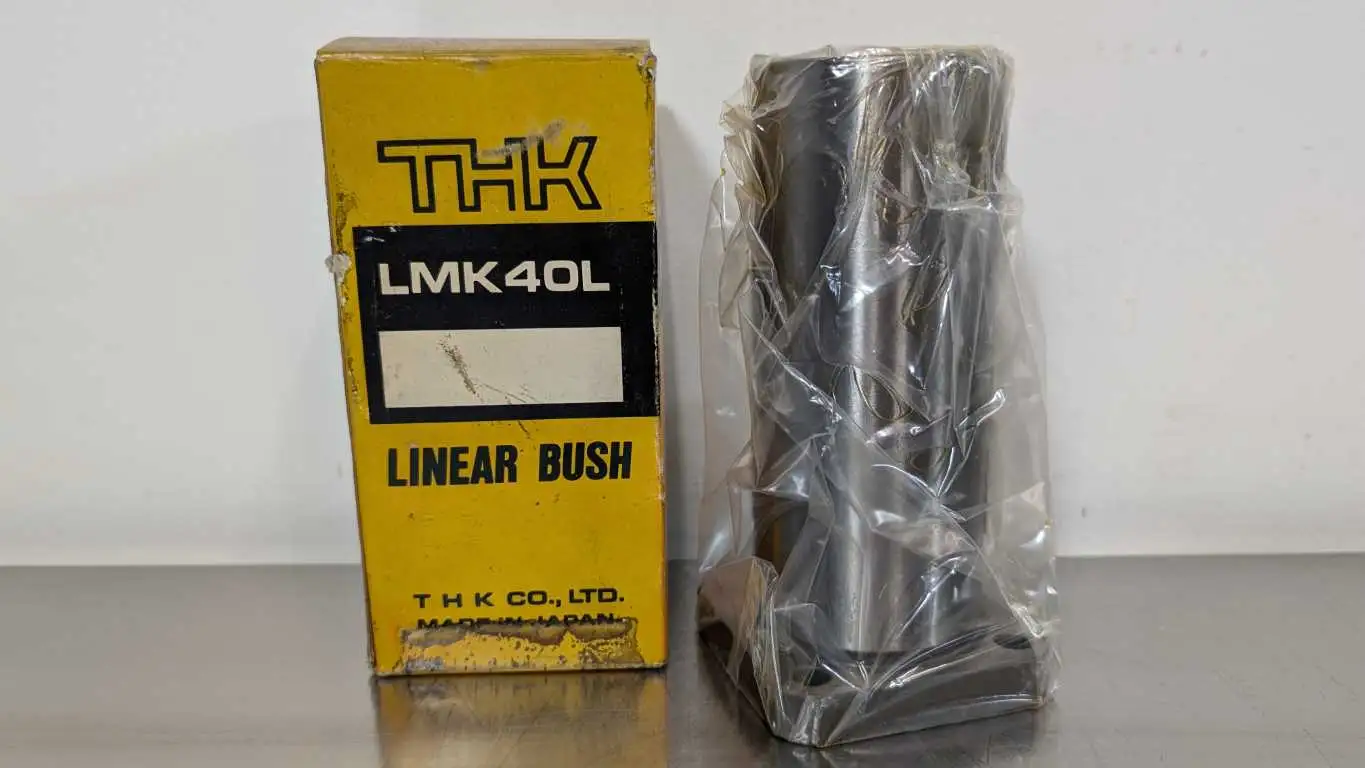 THK
LMK40L
LINEAR BUSH
T H K CO., LTD.
MADE IN JAPAN.